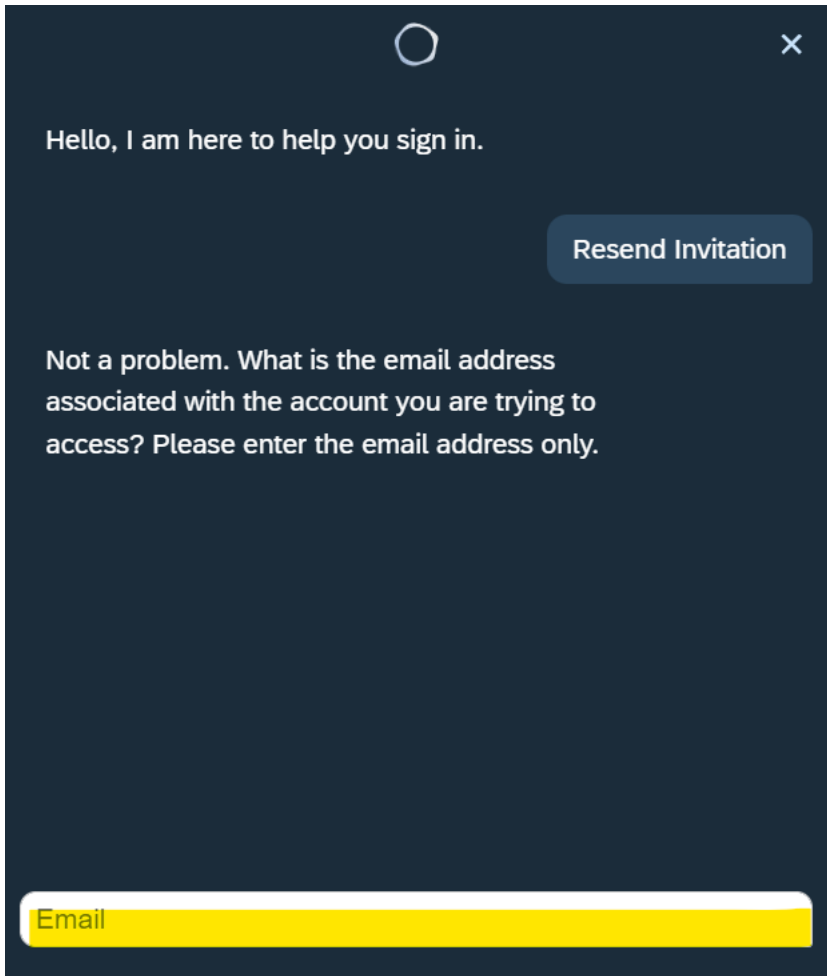 Hello, I am here to help you sign in.
Resend Invitation
Not a problem. What is the email address
associated with the account you are trying to
access? Please enter the email address only.
Email